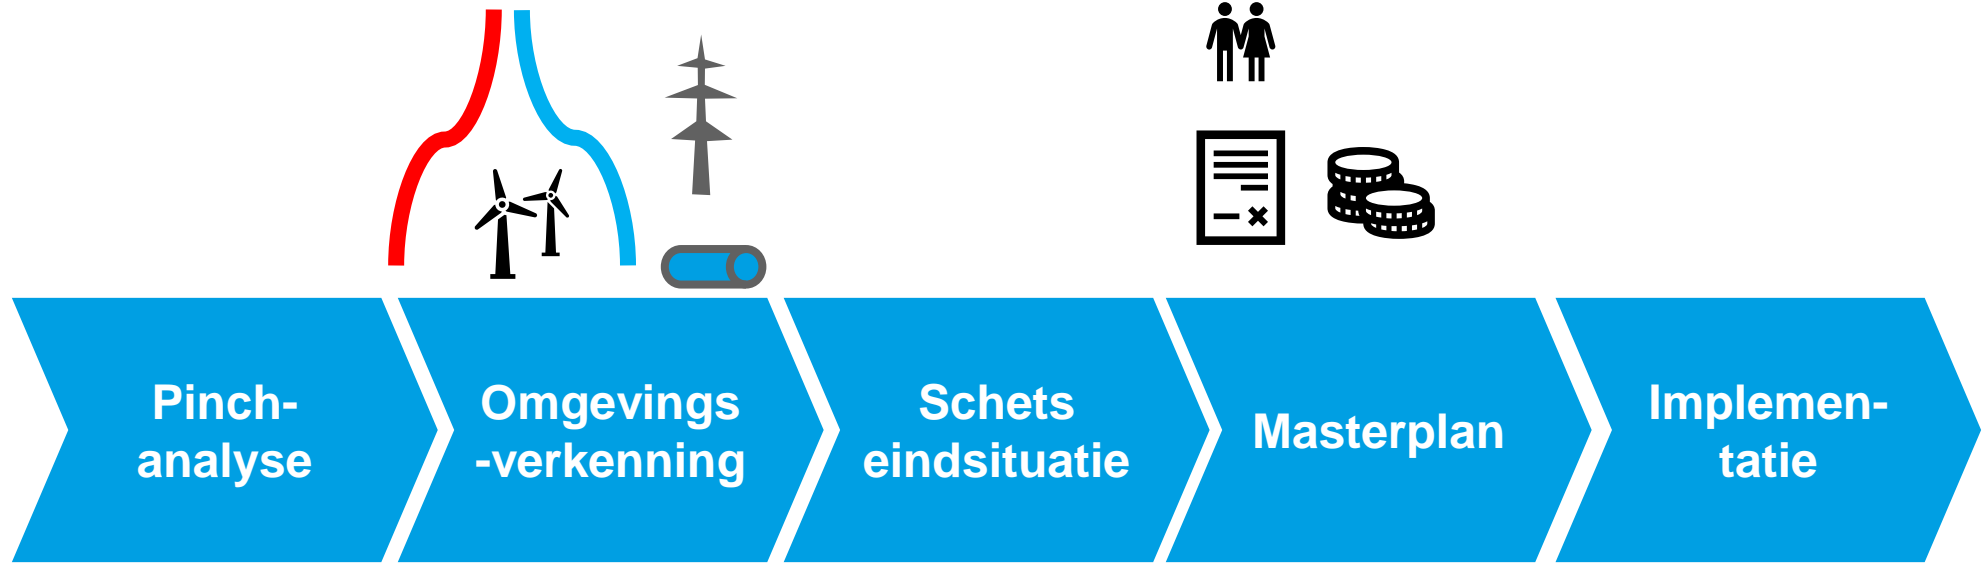 Pinch-
analyse
Omgevings
-verkenning
Schets
eindsituatie
Masterplan
Implemen-
tatie